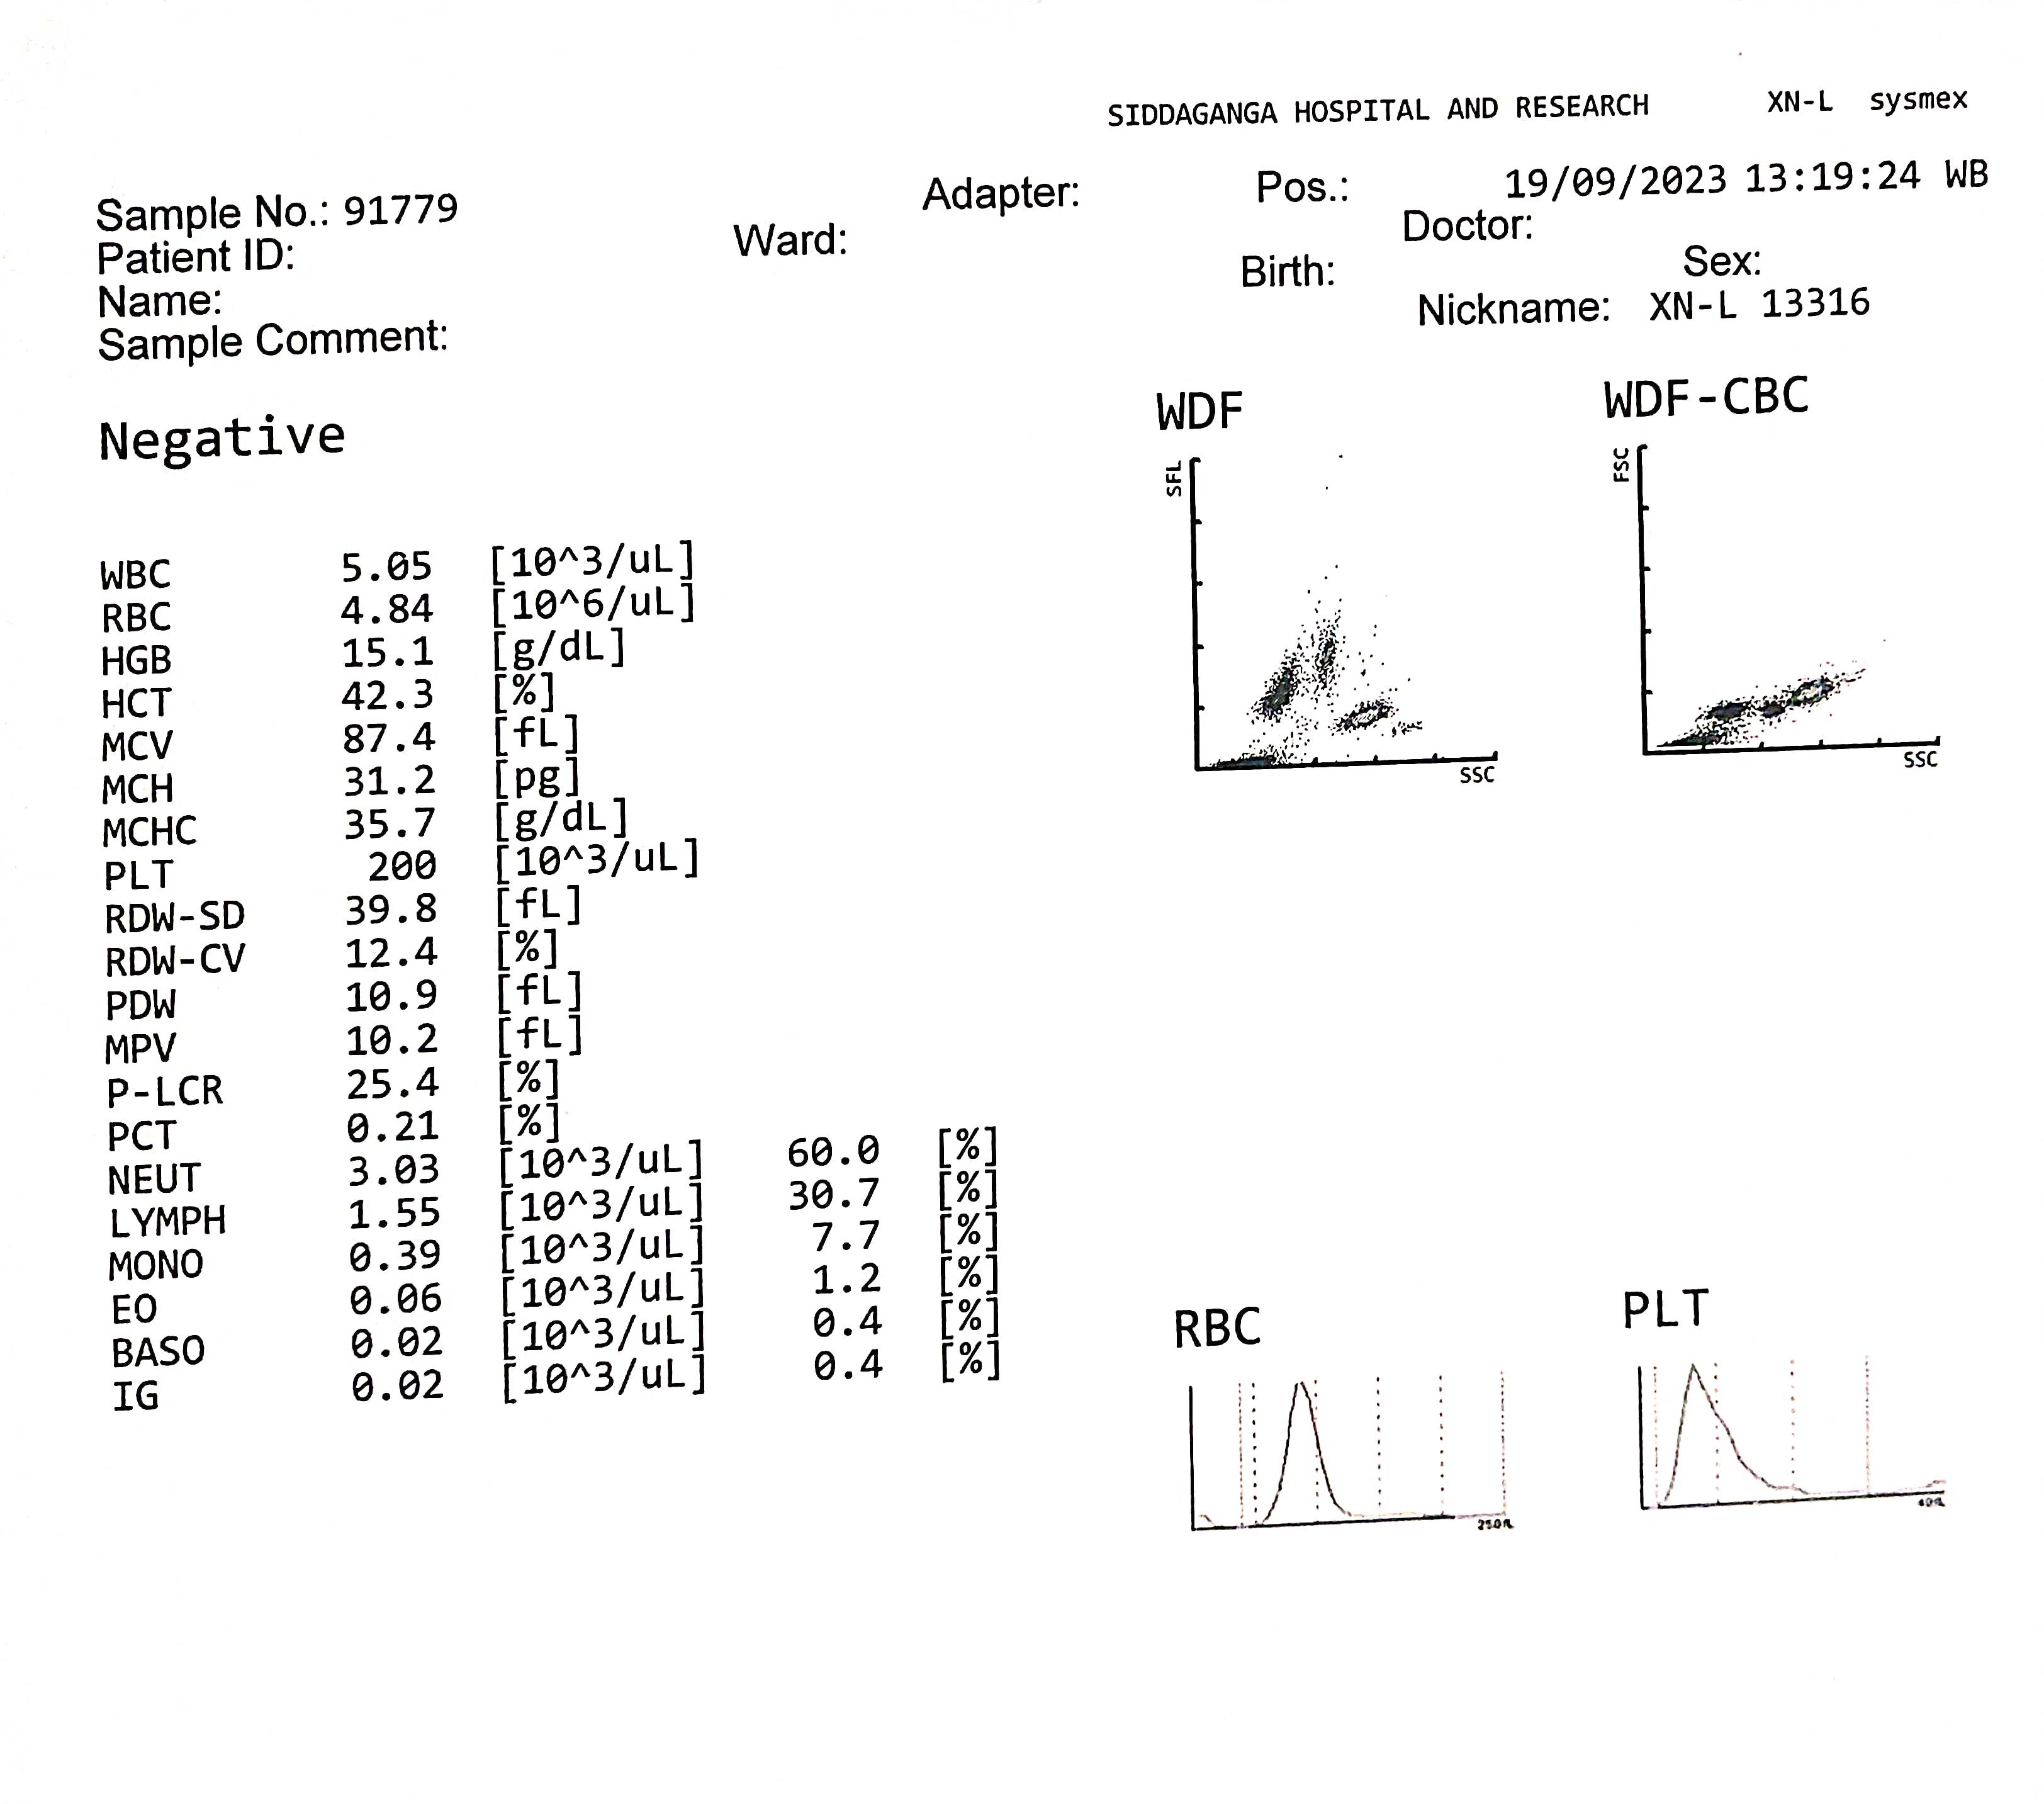 SIDDAGANGA HOSPITAL AND RESEARCH XN-L sysmex
Sample No.: 91779 Adapter: Pos.: 19/09/2023 13:19:24 WB
Patient ID: Ward: Doctor:
Name: Birth: Sex:
Sample Comment: Nickname: XN-L 13316
Negative
WDF
SFL
SSC
WDF-CBC
FSC
SSC
WBC 5.05 [10^3/uL]
RBC 4.84 [10^6/uL]
HGB 15.1 [g/dL]
HCT 42.3 [%]
MCV 87.4 [fL]
MCH 31.2 [pg]
MCHC 35.7 [g/dL]
PLT 200 [10^3/uL]
RDW-SD 39.8 [fL]
RDW-CV 12.4 [%]
PDW 10.9 [fL]
MPV 10.2 [fL]
P-LCR 25.4 [%]
PCT 0.21 [%]
NEUT 3.03 [10^3/uL] 60.0 [%]
LYMPH 1.55 [10^3/uL] 30.7 [%]
MONO 0.39 [10^3/uL] 7.7 [%]
EO 0.06 [10^3/uL] 1.2 [%]
BASO 0.02 [10^3/uL] 0.4 [%]
IG 0.02 [10^3/uL] 0.4 [%]
RBC
250fL
PLT
40fL